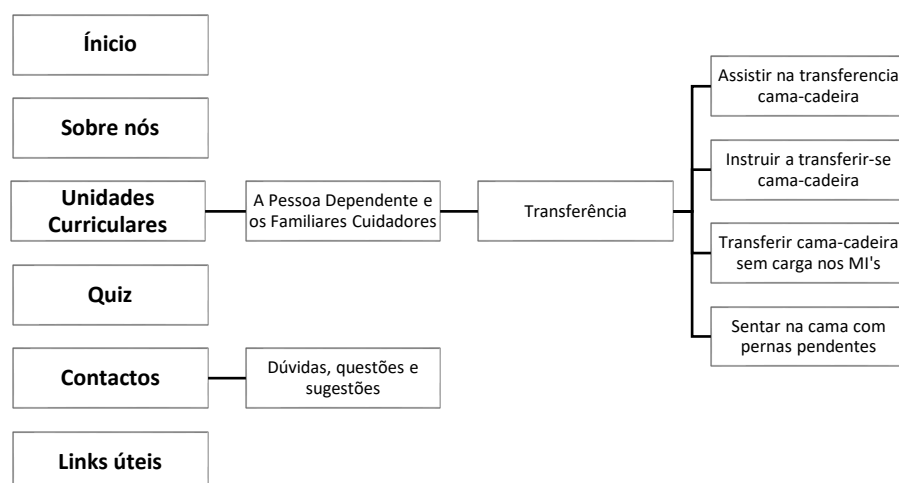 Ínicio
Sobre nós
Unidades
Curriculares
A Pessoa Dependente e
os Familiares Cuidadores
Transferência
Assistir na transferencia
cama-cadeira
Instruir a transferir-se
cama-cadeira
Transferir cama-cadeira
sem carga nos MI's
Sentar na cama com
pernas pendentes
Quiz
Contactos
Dúvidas, questões e
sugestões
Links úteis